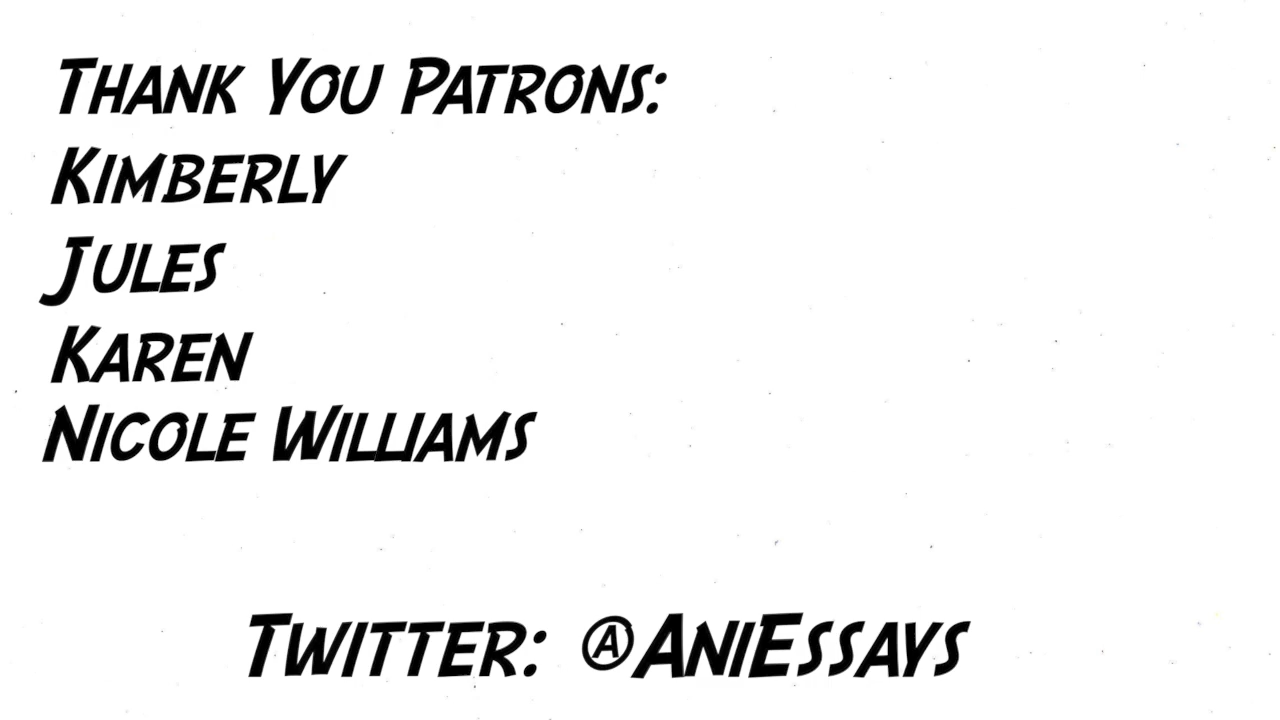 Thank You Patrons:
Kimberly
Jules
Karen
Nicole Williams
Twitter: @AniEssays